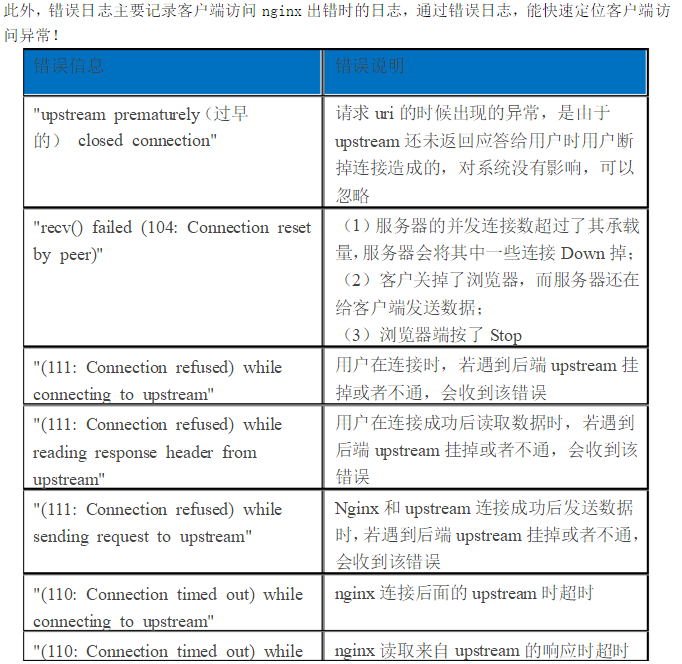 此外，错误日志主要记录客户端访问 nginx 出错时的日志，通过错误日志，能快速定位客户端访
问异常！
错误信息
错误说明
"upstream prematurely（过早
的） closed connection"
请求 uri 的时候出现的异常，是由于
upstream 还未返回应答给用户时用户断
掉连接造成的，对系统没有影响，可以
忽略
"recv() failed (104: Connection reset
by peer)"
（1）服务器的并发连接数超过了其承载
量，服务器会将其中一些连接 Down 掉；
（2）客户关掉了浏览器，而服务器还在
给客户端发送数据；
（3）浏览器端按了 Stop
"(111: Connection refused) while
connecting to upstream"
用户在连接时，若遇到后端 upstream 挂
掉或者不通，会收到该错误
"(111: Connection refused) while
reading response header from
upstream"
用户在连接成功后读取数据时，若遇到
后端 upstream 挂掉或者不通，会收到该
错误
"(111: Connection refused) while
sending request to upstream"
Nginx 和 upstream 连接成功后发送数据
时，若遇到后端 upstream 挂掉或者不通，
会收到该错误
"(110: Connection timed out) while
connecting to upstream"
nginx 连接后面的 upstream 时超时
"(110: Connection timed out) while
nginx 读取来自 upstream 的响应时超时